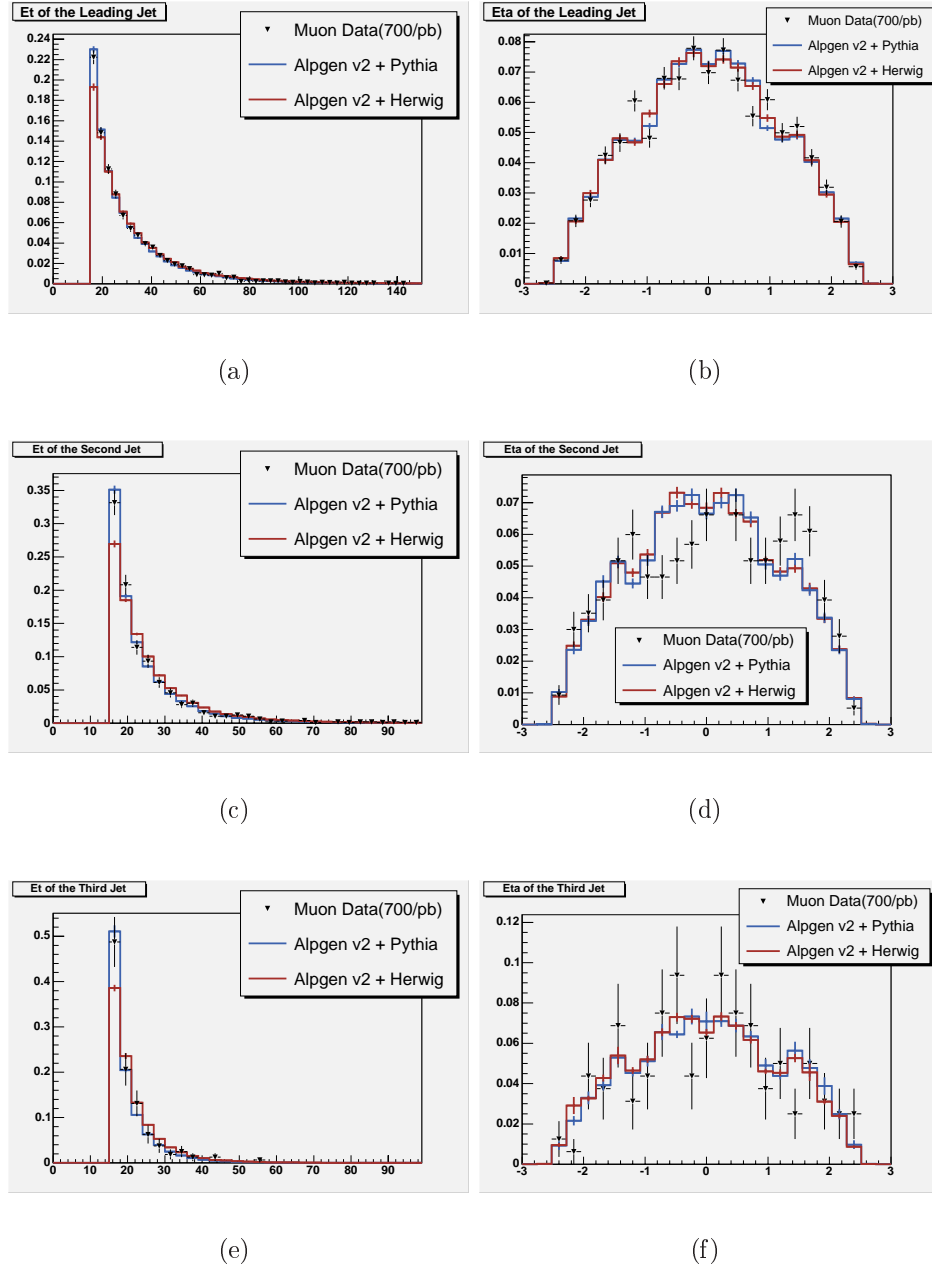 Et of the Leading Jet
Muon Data(700/pb)
Alpgen v2 + Pythia
Alpgen v2 + Herwig
0.24
0.22
0.2
0.18
0.16
0.14
0.12
0.1
0.08
0.06
0.04
0.02
0
0 20 40 60 80 100 120 140
(a)
Eta of the Leading Jet
Muon Data(700/pb)
Alpgen v2 + Pythia
Alpgen v2 + Herwig
0.08
0.07
0.06
0.05
0.04
0.03
0.02
0.01
0
-3 -2 -1 0 1 2 3
(b)
Et of the Second Jet
Muon Data(700/pb)
Alpgen v2 + Pythia
Alpgen v2 + Herwig
0.35
0.3
0.25
0.2
0.15
0.1
0.05
0
0 10 20 30 40 50 60 70 80 90
(c)
Eta of the Second Jet
0.07
0.06
0.05
0.04
0.03
0.02
0.01
0
Muon Data(700/pb)
Alpgen v2 + Pythia
Alpgen v2 + Herwig
-3 -2 -1 0 1 2 3
(d)
Et of the Third Jet
Muon Data(700/pb)
Alpgen v2 + Pythia
Alpgen v2 + Herwig
0.5
0.4
0.3
0.2
0.1
0
0 10 20 30 40 50 60 70 80 90
(e)
Eta of the Third Jet
Muon Data(700/pb)
Alpgen v2 + Pythia
Alpgen v2 + Herwig
0.12
0.1
0.08
0.06
0.04
0.02
0
-3 -2 -1 0 1 2 3
(f)